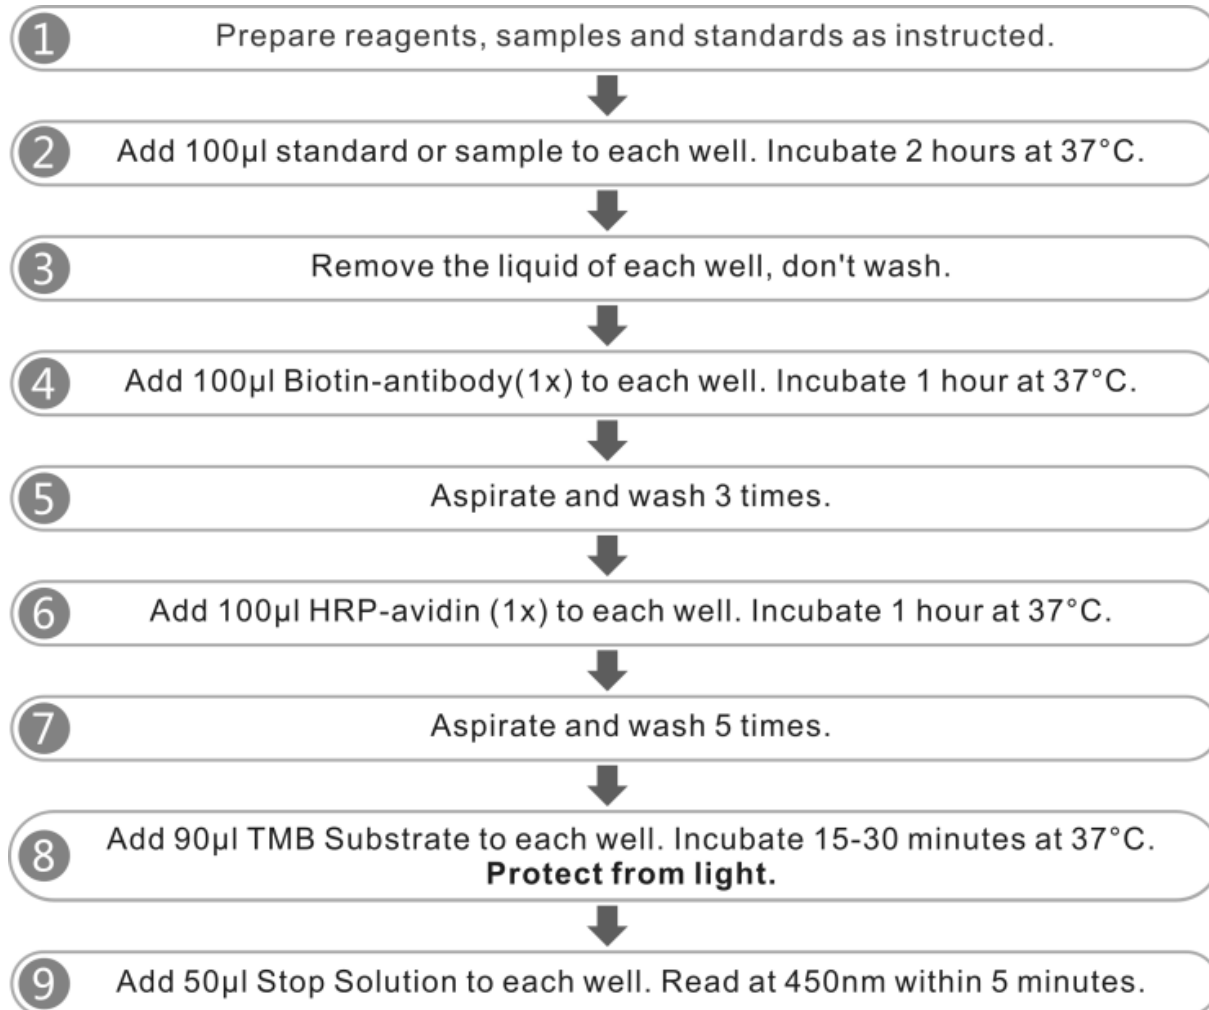 1 Prepare reagents, samples and standards as instructed.
2 Add 100µl standard or sample to each well. Incubate 2 hours at 37°C.
3 Remove the liquid of each well, don't wash.
4 Add 100µl Biotin-antibody(1x) to each well. Incubate 1 hour at 37°C.
5 Aspirate and wash 3 times.
6 Add 100µl HRP-avidin (1x) to each well. Incubate 1 hour at 37°C.
7 Aspirate and wash 5 times.
8 Add 90µl TMB Substrate to each well. Incubate 15-30 minutes at 37°C.
Protect from light.
9 Add 50µl Stop Solution to each well. Read at 450nm within 5 minutes.